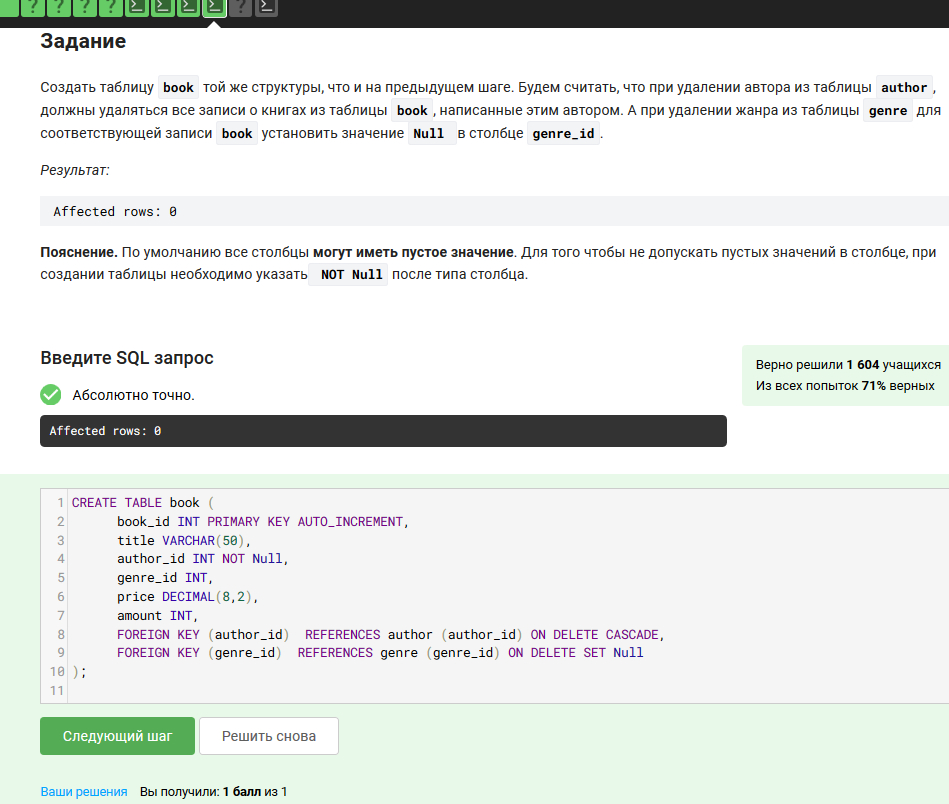 ? ? ? ? ?
Задание
Создать таблицу book той же структуры, что и на предыдущем шаге. Будем считать, что при удалении автора из таблицы author ,
должны удаляться все записи о книгах из таблицы book , написанные этим автором. А при удалении жанра из таблицы genre для
соответствующей записи book установить значение Null в столбце genre_id .
Результат:
Affected rows: 0
Пояснение. По умолчанию все столбцы могут иметь пустое значение. Для того чтобы не допускать пустых значений в столбце, при
создании таблицы необходимо указать NOT Null после типа столбца.
Введите SQL запрос
Верно решили 1 604 учащихся
Из всех попыток 71% верных
Абсолютно точно.
Affected rows: 0
1 CREATE TABLE book (
2 book_id INT PRIMARY KEY AUTO_INCREMENT,
3 title VARCHAR(50),
4 author_id INT NOT Null,
5 genre_id INT,
6 price DECIMAL(8,2),
7 amount INT,
8 FOREIGN KEY (author_id) REFERENCES author (author_id) ON DELETE CASCADE,
9 FOREIGN KEY (genre_id) REFERENCES genre (genre_id) ON DELETE SET Null
10 );
11
Следующий шаг Решить снова
Ваши решения Вы получили: 1 балл из 1